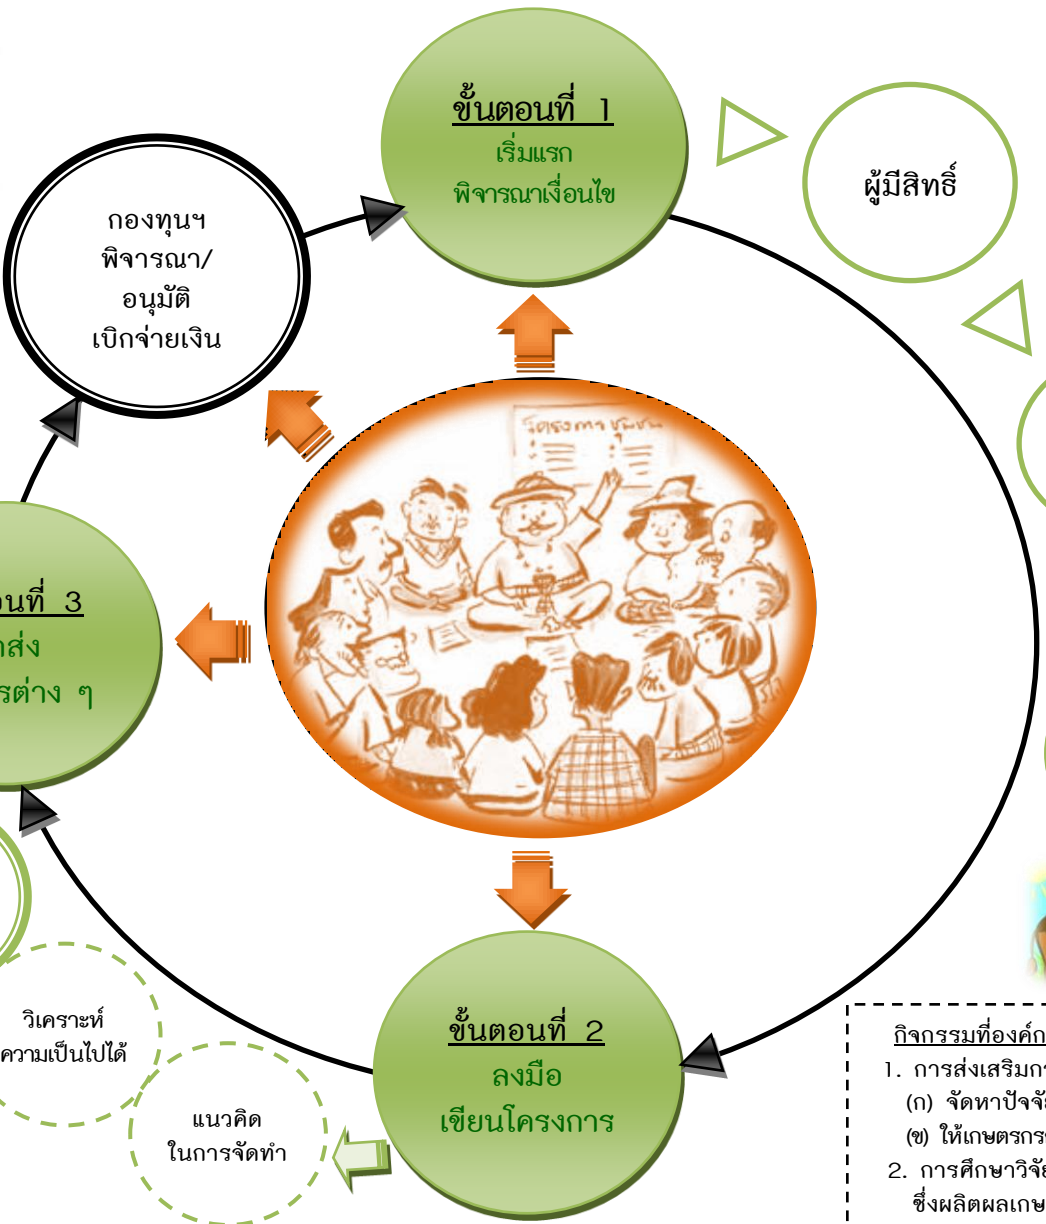 ขั้นตอนที่ 1
เริ่มแรก
พิจารณาเงื่อนไข
ผู้มีสิทธิ์
กองทุนฯ
พิจารณา/
อนุมัติ
เบิกจ่ายเงิน
โครงการ ชุมชน
นที่ 3
ส่ง
รต่าง ๆ
ขั้นตอนที่ 2
ลงมือ
เขียนโครงการ
วิเคราะห์
ความเป็นไปได้
แนวคิด
ในการจัดทำ
กิจกรรมที่องค์ก
1. การส่งเสริมก
(ก) จัดหาปัจจั
(ข) ให้เกษตรกร
2. การศึกษาวิจัย
ซึ่งผลิตผลเกษ